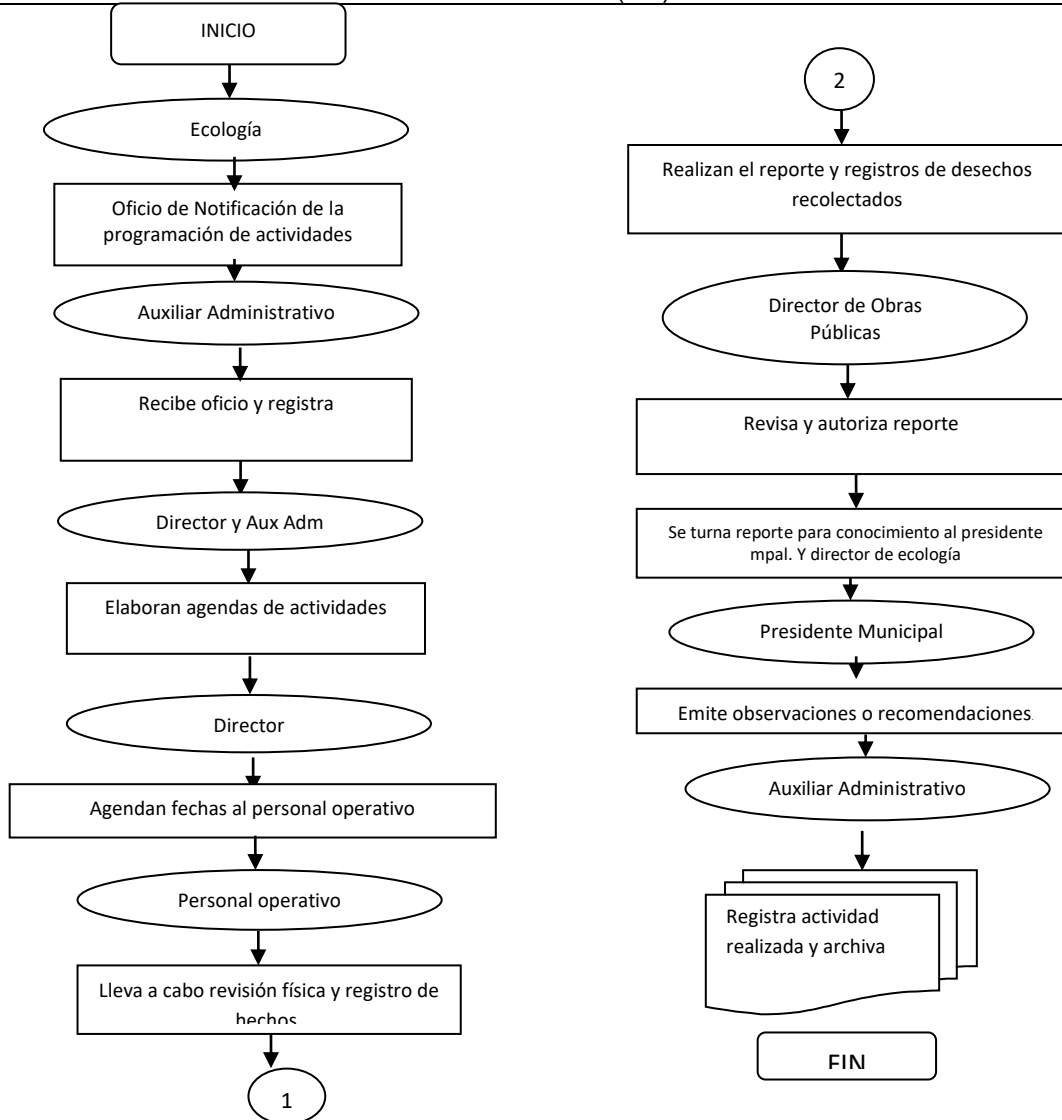 INICIO
Ecología
Oficio de Notificación de la
programación de actividades
Auxiliar Administrativo
Recibe oficio y registra
Director y Aux Adm
Elaboran agendas de actividades
Director
Agendan fechas al personal operativo
Personal operativo
Lleva a cabo revisión física y registro de
hechos
1
2
Realizan el reporte y registros de desechos
recolectados
Director de Obras
Públicas
Revisa y autoriza reporte
Se turna reporte para conocimiento al presidente
mpal. Y director de ecología
Presidente Municipal
Emite observaciones o recomendaciones.
Auxiliar Administrativo
Registra actividad
realizada y archiva
FIN